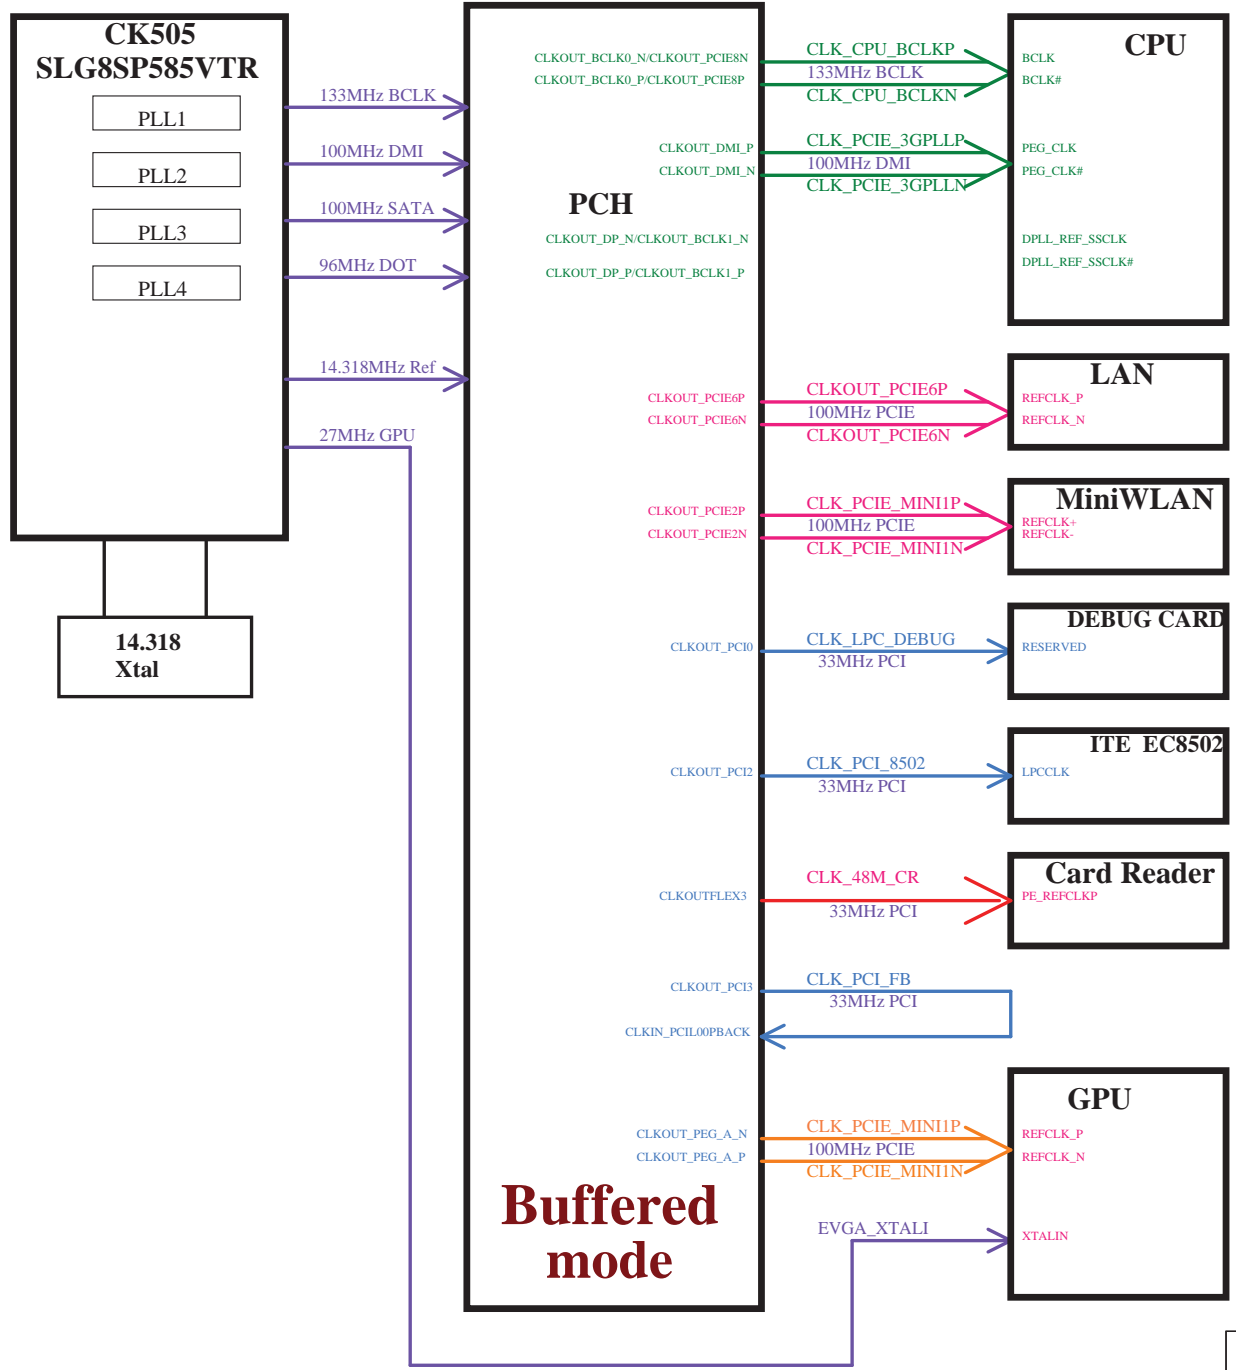 CK505
SLG8SP585VTR
PLL1
PLL2
PLL3
PLL4
14.318
Xtal
133MHz BCLK
100MHz DMI
100MHz SATA
96MHz DOT
14.318MHz Ref
27MHz GPU
PCH
CLKOUT_BCLK0_N/CLKOUT_PCIE8N
CLKOUT_BCLK0_P/CLKOUT_PCIE8P
CLKOUT_DMI_P
CLKOUT_DMI_N
CLKOUT_DP_N/CLKOUT_BCLK1_N
CLKOUT_DP_P/CLKOUT_BCLK1_P
CLKOUT_PCIE6P
CLKOUT_PCIE6N
CLKOUT_PCIE2P
CLKOUT_PCIE2N
CLKOUT_PCI0
CLKOUT_PCI2
CLKOUTFLEX3
CLKOUT_PCI3
CLKIN_PCIL00PBACK
CLKOUT_PEG_A_N
CLKOUT_PEG_A_P
Buffered
mode
CLK_CPU_BCLKP
133MHz BCLK
CLK_CPU_BCLKN
CLK_PCIE_3GPLLP
100MHz DMI
CLK_PCIE_3GPLLN
CLKOUT_PCIE6P
100MHz PCIE
CLKOUT_PCIE6N
CLK_PCIE_MINI1P
100MHz PCIE
CLK_PCIE_MINI1N
CLK_LPC_DEBUG
33MHz PCI
CLK_PCI_8502
33MHz PCI
CLK_48M_CR
33MHz PCI
CLK_PCI_FB
33MHz PCI
CLK_PCIE_MINI1P
100MHz PCIE
CLK_PCIE_MINI1N
EVGA_XTALI
CPU
BCLK
BCLK#
PEG_CLK
PEG_CLK#
DPLL_REF_SSCLK
DPLL_REF_SSCLK#
LAN
REFCLK_P
REFCLK_N
MiniWLAN
REFCLK+
REFCLK-
DEBUG CARD
RESERVED
ITE EC8502
LPCCLK
Card Reader
PE_REFCLKP
GPU
REFCLK_P
REFCLK_N
XTALIN